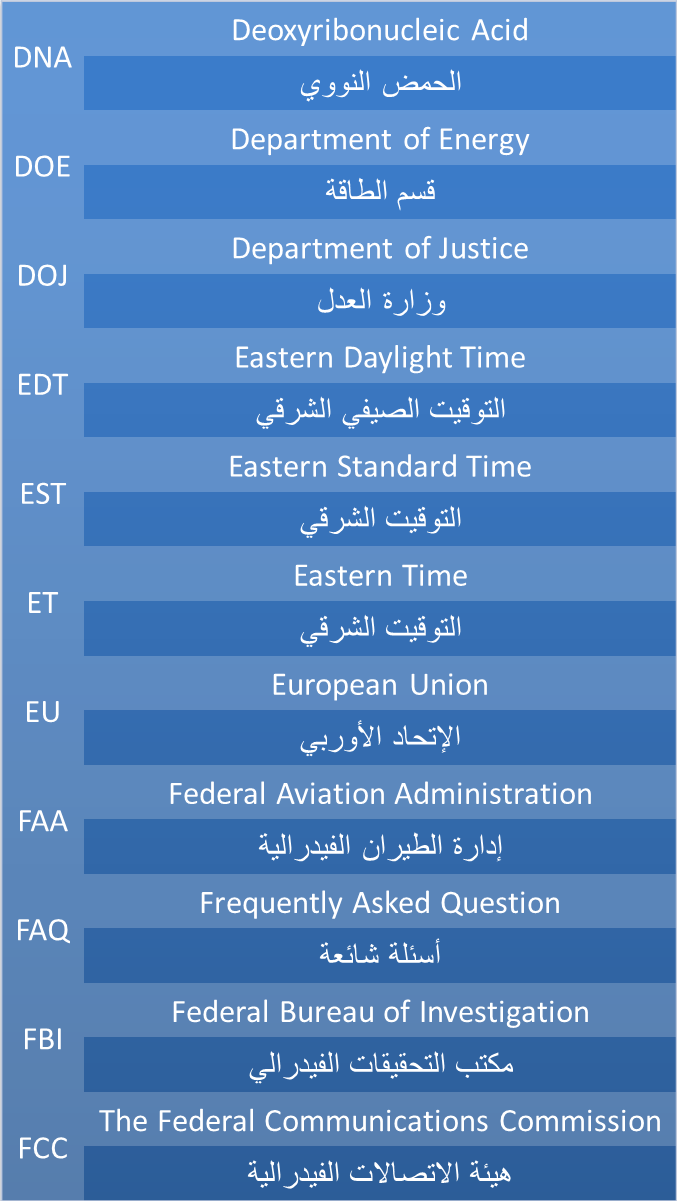 DNA
Deoxyribonucleic Acid
الحمض النووي
DOE
Department of Energy
قسم الطاقة
DOJ
Department of Justice
وزارة العدل
EDT
Eastern Daylight Time
التوقيت الصيفي الشرقي
EST
Eastern Standard Time
التوقيت الشرقي
ET
Eastern Time
التوقيت الشرقي
EU
European Union
الإتحاد الأوربي
FAA
Federal Aviation Administration
إدارة الطيران الفيدرالية
FAQ
Frequently Asked Question
أسئلة شائعة
FBI
Federal Bureau of Investigation
مكتب التحقيقات الفيدرالي
FCC
The Federal Communications Commission
هيئة الاتصالات الفيدرالية